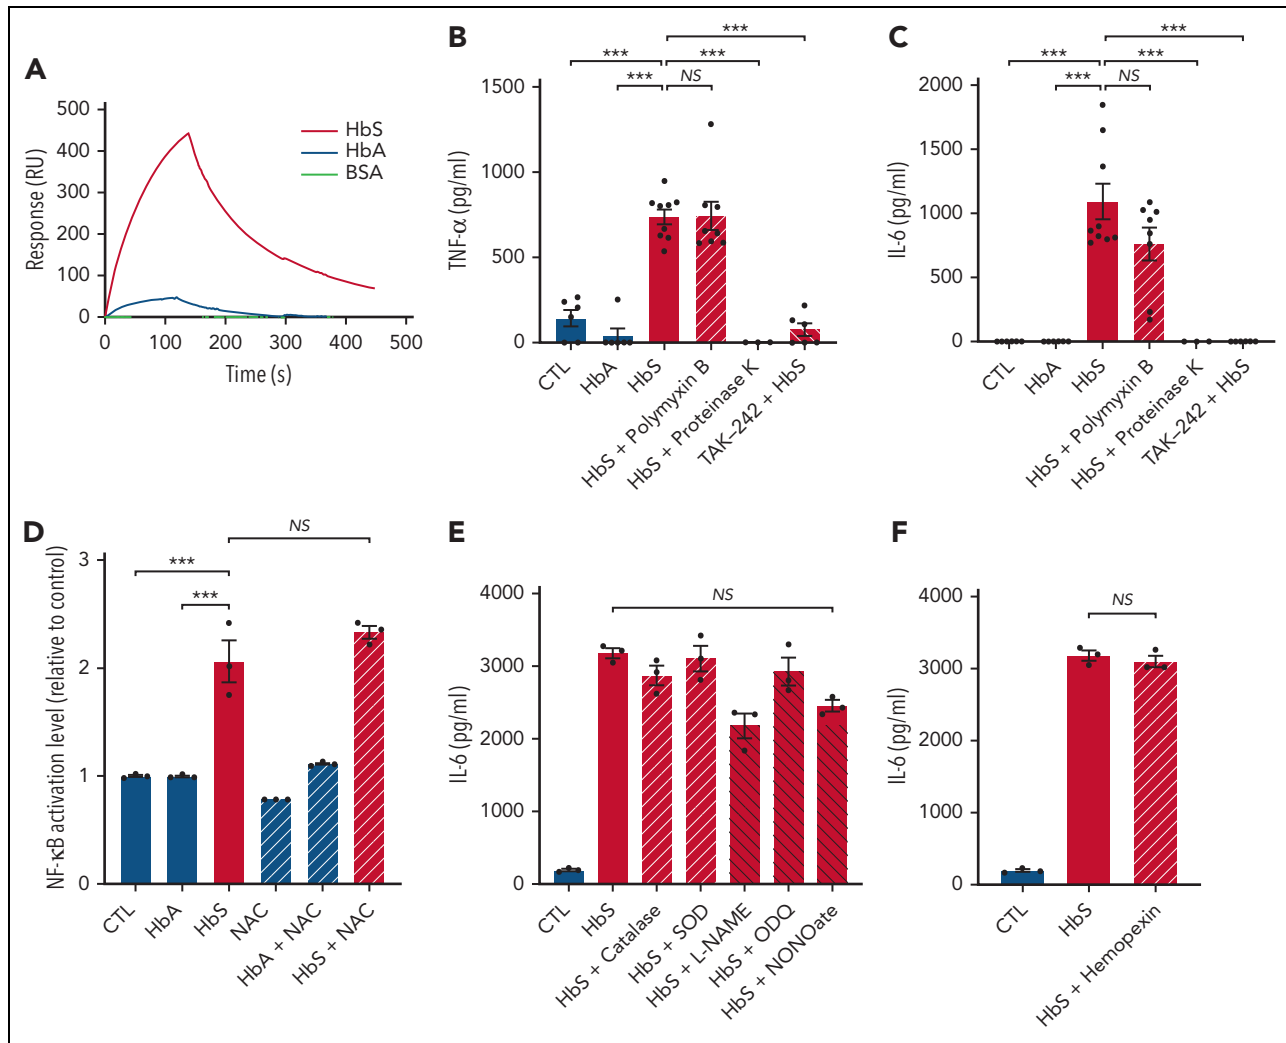 A
Response (RU)
500
400
300
200
100
0
0 100 200 300 400 500
Time (s)
HbS
HbA
BSA
B
***
*** ***
*** NS
TNF-α (pg/ml)
1500
1000
500
0
CTL
HbA
HbS
HbS + Polymyxin B
HbS + Proteinase K
TAK-242 + HbS
C
***
*** ***
*** NS
IL-6 (pg/ml)
2000
1500
1000
500
0
CTL
HbA
HbS
HbS + Polymyxin B
HbS + Proteinase K
TAK-242 + HbS
D
NS
***
***
NF-κB activation level (relative to control)
3
2
1
0
CTL
HbA
HbS
NAC
HbA + NAC
HbS + NAC
E
NS
IL-6 (pg/ml)
4000
3000
2000
1000
0
CTL
HbS
HbS + Catalase
HbS + SOD
HbS + L-NAME
HbS + ODQ
HbS + NONOate
F
NS
IL-6 (pg/ml)
4000
3000
2000
1000
0
CTL
HbS
HbS + Hemopexin